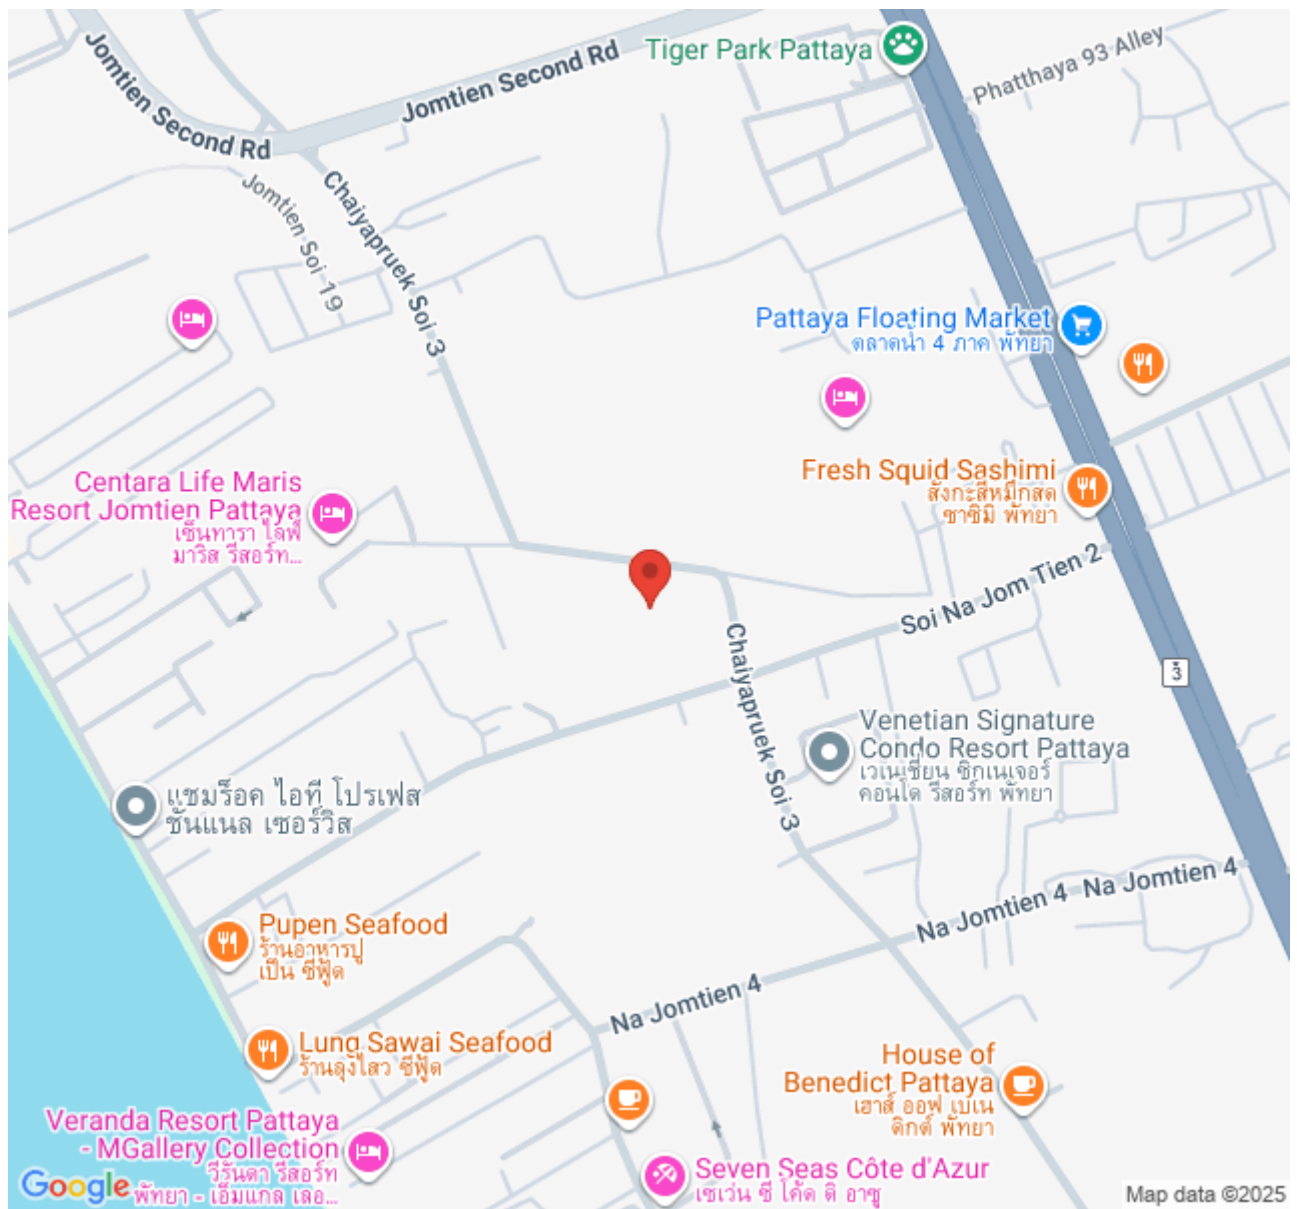 Tiger Park Pattaya
Phatthaya 93 Alley
Jomtien Second Rd
Jomtien Second Rd
Jomtien Soi 19
Chaiyapruek Soi 3
Pattaya Floating Market
ตลาดน้ำ 4 ภาค พัทยา
Fresh Squid Sashimi
สังกะสีหมึกสด
ซาชิมิ พัทยา
Centara Life Maris
Resort Jomtien Pattaya
เซ็นทารา ไลฟ์
มาริส รีสอร์ท...
Soi Na Jom Tien 2
3
Chaiyapruek Soi 3
Venetian Signature
Condo Resort Pattaya
เวเนเชี่ยน ซิกเนเจอร์
คอนโด รีสอร์ท พัทยา
แชมร็อค ไอที โปรเฟส
ชั่นแนล เซอร์วิส
Na Jomtien 4
Na Jomtien 4
Pupen Seafood
ร้านอาหารปู
เป็น ซีฟู้ด
Na Jomtien 4
Lung Sawai Seafood
ร้านลุงไสว ซีฟู้ด
House of
Benedict Pattaya
เฮาส์ ออฟ เบเน
ดิกต์ พัทยา
Veranda Resort Pattaya
- MGallery Collection
วีรันดา รีสอร์ท
พัทยา - เอ็มแกล เลอ...
Seven Seas Côte d'Azur
เซเว่น ซี โค้ด ดิ อาซู
Google
Map data ©2025